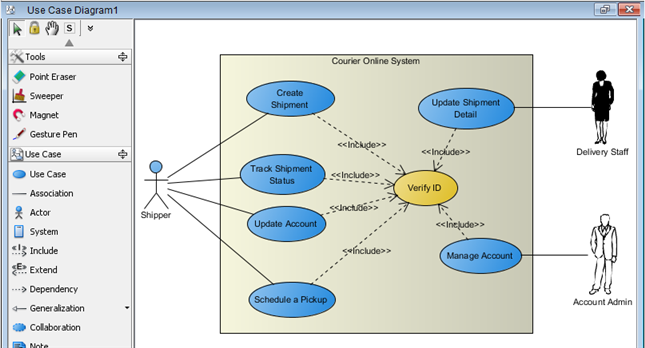 Use Case Diagram1
S
Tools
Point Eraser
Sweeper
Magnet
Gesture Pen
Use Case
Use Case
Association
Actor
System
<<I>> Include
<<E>> Extend
Dependency
Generalization
Collaboration
Note
Courier Online System
Create
Shipment
Update Shipment
Detail
<<Include>>
<<Include>>
Delivery Staff
Track Shipment
Status
<<Include>>
Verify ID
Shipper
Update Account
<<Include>>
<<Include>>
<<Include>>
Manage Account
Schedule a Pickup
Account Admin